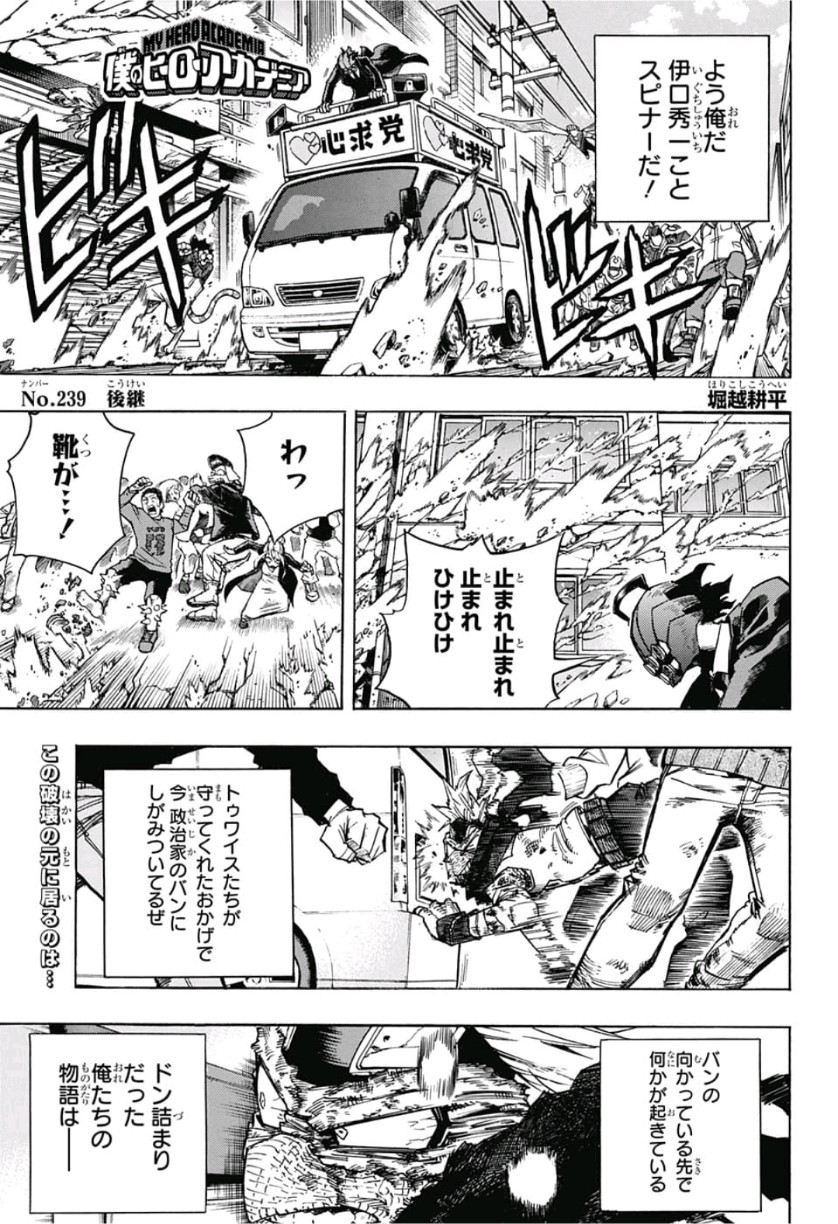 MY HERO ACADEMIA
僕のヒーローアカデミア
よう俺だ
伊口秀一こと
スピナーだ！
心求党
心求党
ビキ
ビキ
No.239 後継
堀越耕平
止まれ止まれ
止まれ
ひけひけ
わっ
靴が…！
トゥワイスたちが
守ってくれたおかげで
今 政治家のバンに
しがみついてるぜ
この破壊の元に居るのは…
バンの
向かっている先で
何かが起きている
ドン詰まり
だった
俺たちの
物語は──